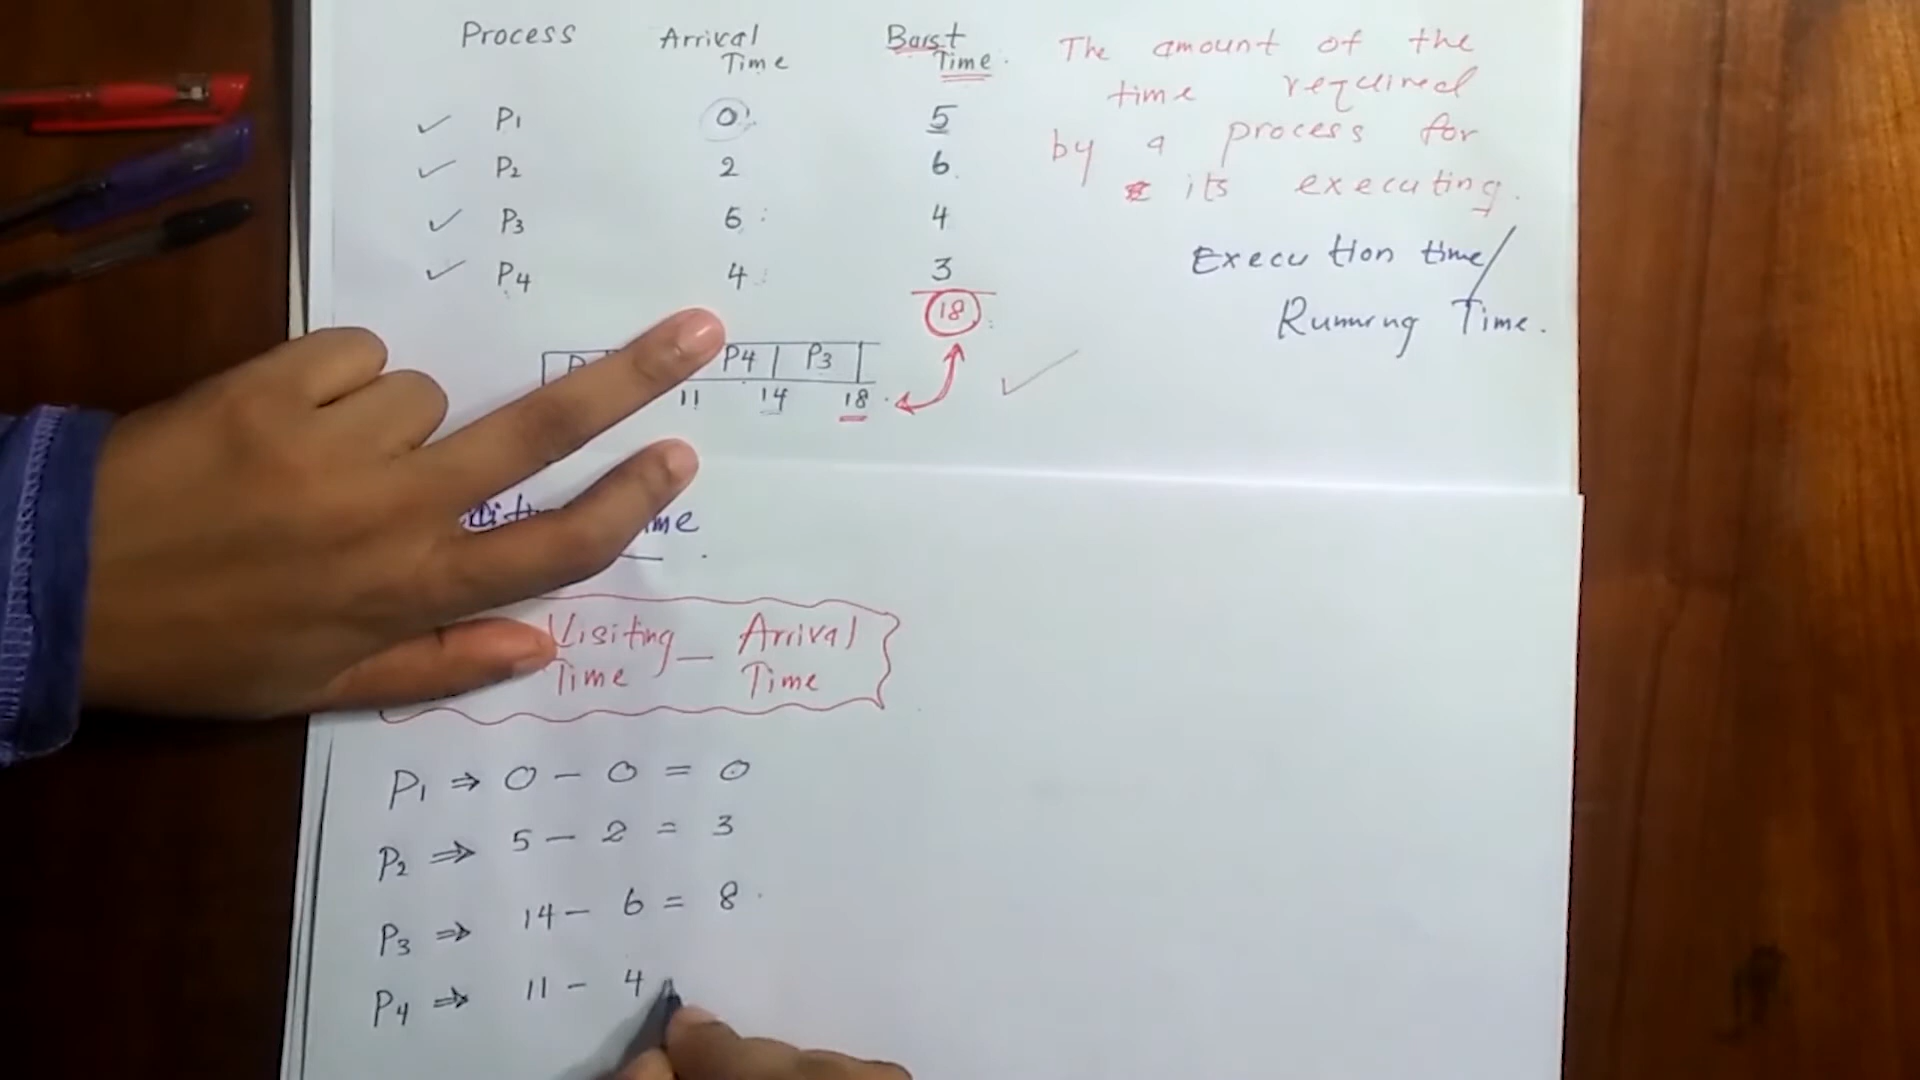 Process Arrival Time Barst Time.
P1 0 5
P2 2 6
P3 6 4
P4 4 3
18
The amount of the
time required
by a process for
its executing.
Execution time/
Running Time.
P4 P3
11 14 18
Visiting Time — Arrival Time
P1 ⇒ 0 - 0 = 0
P2 ⇒ 5 - 2 = 3
P3 ⇒ 14 - 6 = 8
P4 ⇒ 11 - 4